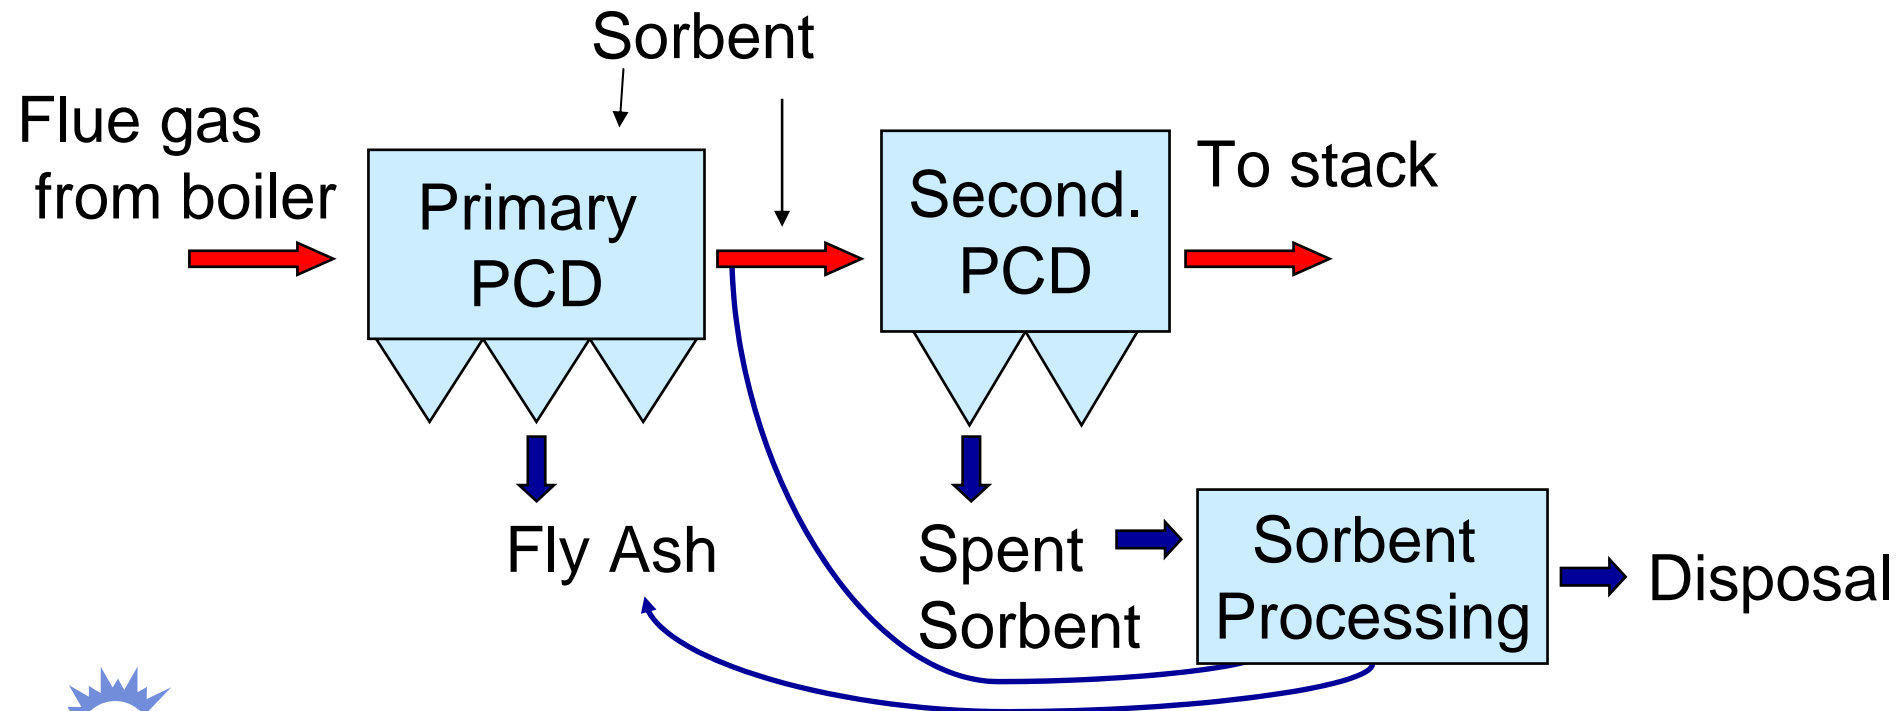 Sorbent
Flue gas
from boiler
Primary
PCD
Second.
PCD
To stack
Fly Ash
Spent
Sorbent
Sorbent
Processing
Disposal